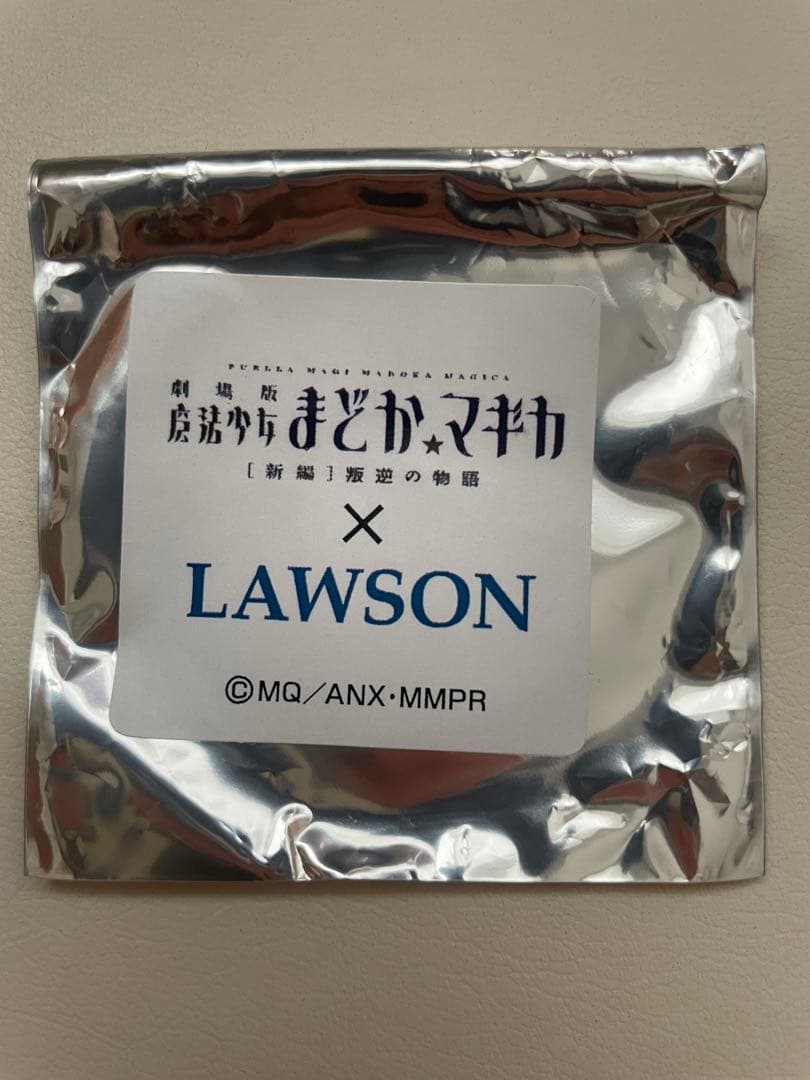 PUELLA MAGI MADOKA MAGICA
劇場版
魔法少女まどか★マギカ
[新編]叛逆の物語
×
LAWSON
©MQ/ANX・MMPR